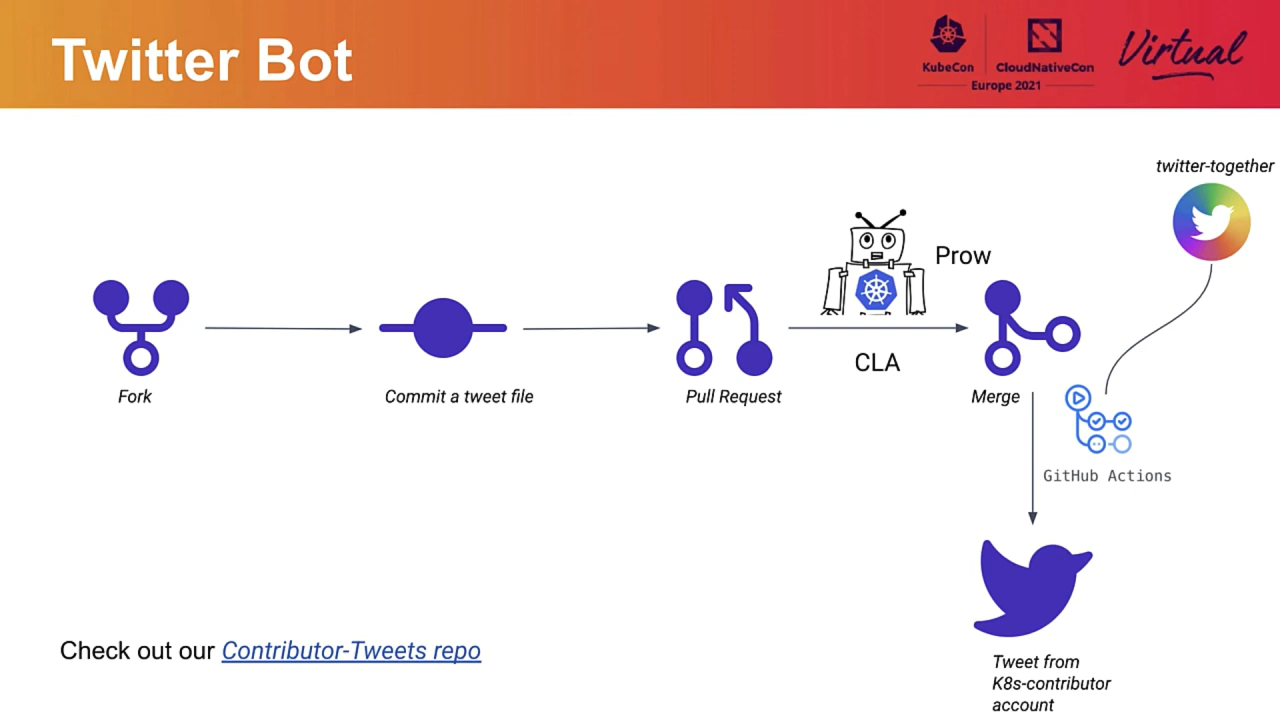 Twitter Bot
KubeCon
CloudNativeCon
Europe 2021
Virtual
twitter-together
Prow
CLA
Fork
Commit a tweet file
Pull Request
Merge
GitHub Actions
Tweet from
K8s-contributor
account
Check out our Contributor-Tweets repo